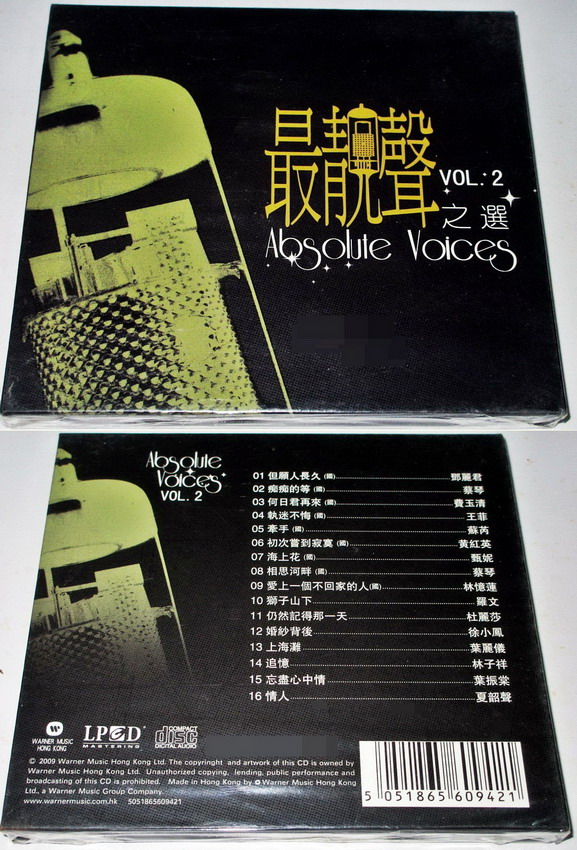 最靚聲
VOL. 2
之選
Absolute Voices
Absolute
Voices
VOL. 2
01 但願人長久 (國) 鄧麗君
02 痴痴的等 (國) 蔡琴
03 何日君再來 (國) 費玉清
04 執迷不悔 (國) 王菲
05 牽手 (國) 蘇芮
06 初次嘗到寂寞 (國) 黃紅英
07 海上花 (國) 甄妮
08 相思河畔 (國) 蔡琴
09 愛上一個不回家的人 (國) 林憶蓮
10 獅子山下 羅文
11 仍然記得那一天 杜麗莎
12 婚紗背後 徐小鳳
13 上海灘 葉麗儀
14 追憶 林子祥
15 忘盡心中情 葉振棠
16 情人 夏韶聲
WARNER MUSIC
HONG KONG
LPCD
MASTERING
COMPACT
disc
DIGITAL AUDIO
© 2009 Warner Music Hong Kong Ltd. The copyringht and artwork of this CD is owned by
Warner Music Hong Kong Ltd. Unauthorized copying, lending, public performance and
broadcasting of this CD is prohibited. Made in Hong Kong by Warner Music Hong Kong
Ltd., a Warner Music Group Company.
www.warnermusic.com.hk 5051865609421
5 051865 609421